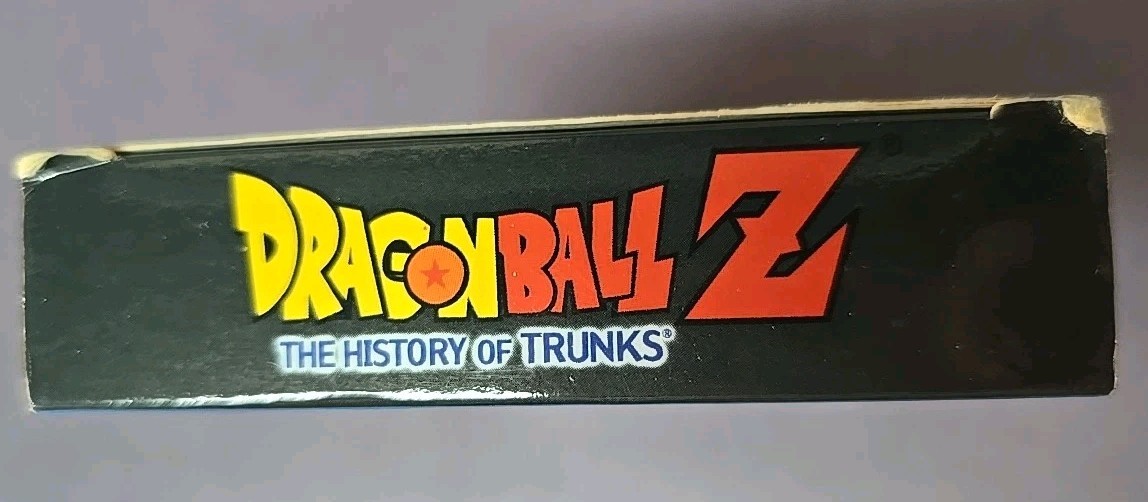 DRAGONBALL Z
THE HISTORY OF TRUNKS®